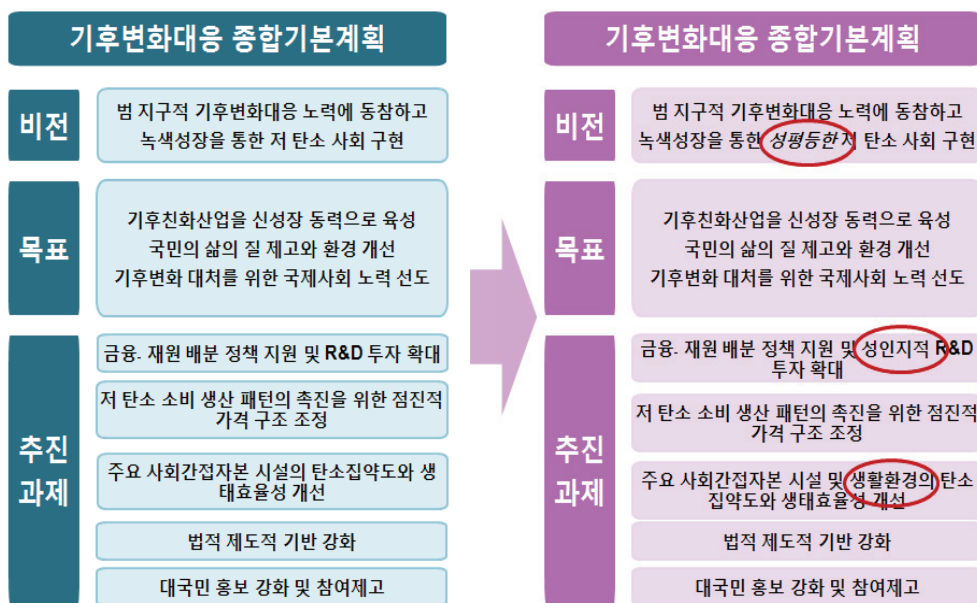 기후변화대응 종합기본계획
비전
범 지구적 기후변화대응 노력에 동참하고
녹색성장을 통한 저 탄소 사회 구현
목표
기후친화산업을 신성장 동력으로 육성
국민의 삶의 질 제고와 환경 개선
기후변화 대처를 위한 국제사회 노력 선도
추진
과제
금융. 재원 배분 정책 지원 및 R&D 투자 확대
저 탄소 소비 생산 패턴의 촉진을 위한 점진적
가격 구조 조정
주요 사회간접자본 시설의 탄소집약도와 생
태효율성 개선
법적 제도적 기반 강화
대국민 홍보 강화 및 참여제고
기후변화대응 종합기본계획
비전
범 지구적 기후변화대응 노력에 동참하고
녹색성장을 통한 성평등한 저 탄소 사회 구현
목표
기후친화산업을 신성장 동력으로 육성
국민의 삶의 질 제고와 환경 개선
기후변화 대처를 위한 국제사회 노력 선도
추진
과제
금융. 재원 배분 정책 지원 및 성인지적 R&D
투자 확대
저 탄소 소비 생산 패턴의 촉진을 위한 점진적
가격 구조 조정
주요 사회간접자본 시설 및 생활환경의 탄소
집약도와 생태효율성 개선
법적 제도적 기반 강화
대국민 홍보 강화 및 참여제고